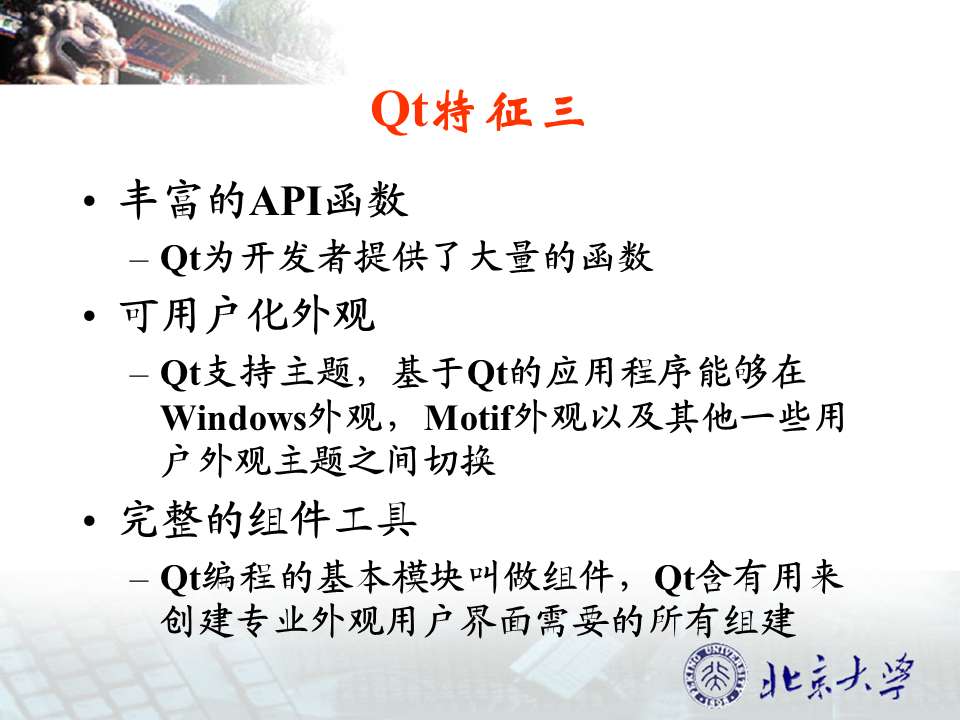 Qt特征三
• 丰富的API函数
– Qt为开发者提供了大量的函数
• 可用户化外观
– Qt支持主题，基于Qt的应用程序能够在
Windows外观，Motif外观以及其他一些用
户外观主题之间切换
• 完整的组件工具
– Qt编程的基本模块叫做组件，Qt含有用来
创建专业外观用户界面需要的所有组建
PEKING UNIVERSITY
1898
北京大学